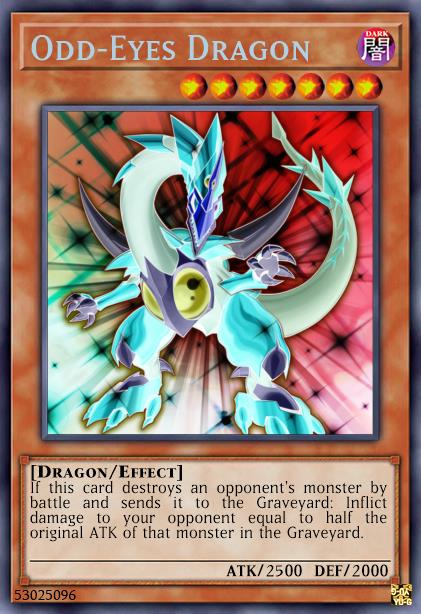 ODD-EYES DRAGON
DARK
闇
[DRAGON/EFFECT]
If this card destroys an opponent's monster by
battle and sends it to the Graveyard: Inflict
damage to your opponent equal to half the
original ATK of that monster in the Graveyard.
ATK/2500 DEF/2000
53025096